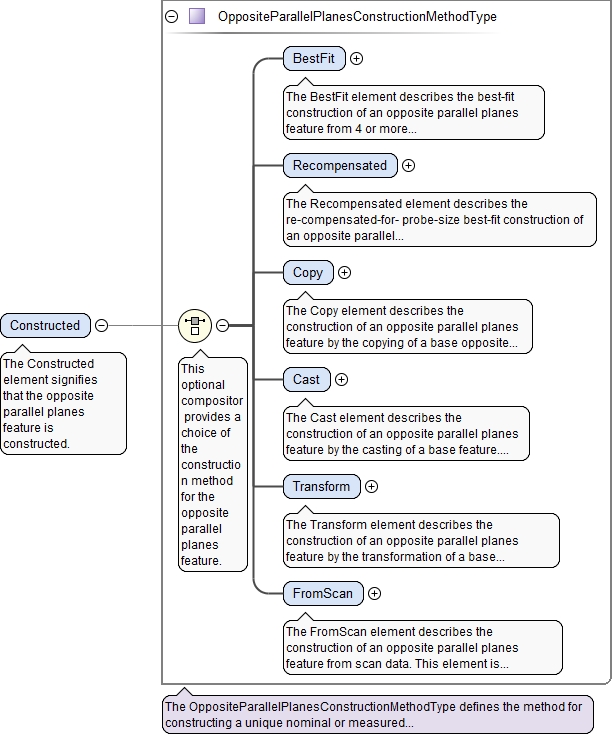 OppositeParallelPlanesConstructionMethodType
BestFit
The BestFit element describes the best-fit
construction of an opposite parallel planes
feature from 4 or more...
Recompensated
The Recompensated element describes the
re-compensated-for- probe-size best-fit construction of
an opposite parallel...
Copy
The Copy element describes the
construction of an opposite parallel planes
feature by the copying of a base opposite...
Constructed
The Constructed
element signifies
that the opposite
parallel planes
feature is
constructed.
This
optional
compositor
provides a
choice of
the
constructio
n method
for the
opposite
parallel
planes
feature.
Cast
The Cast element describes the
construction of an opposite parallel planes
feature by the casting of a base feature....
Transform
The Transform element describes the
construction of an opposite parallel planes
feature by the transformation of a base...
FromScan
The FromScan element describes the
construction of an opposite parallel planes
feature from scan data. This element is...
The OppositeParallelPlanesConstructionMethodType defines the method for
constructing a unique nominal or measured...